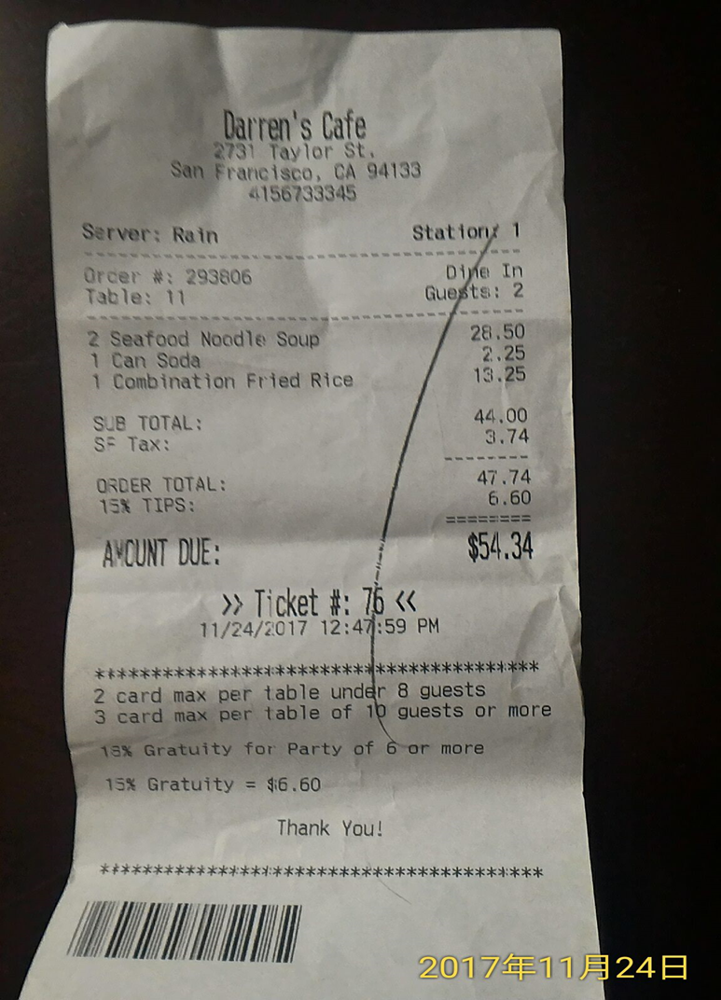 Darren's Cafe
2731 Taylor St.
San Francisco, CA 94133
4156733345
Server: Rain Station: 1
Order #: 293806 Dine In
Table: 11 Guests: 2
2 Seafood Noodle Soup 28.50
1 Can Soda 2.25
1 Combination Fried Rice 13.25
SUB TOTAL: 44.00
SF Tax: 3.74
--------
ORDER TOTAL: 47.74
15% TIPS: 6.60
========
AMOUNT DUE: $54.34
>> Ticket #: 76 <<
11/24/2017 12:47:59 PM
****************************************
2 card max per table under 8 guests
3 card max per table of 10 guests or more
Gratuity for Party of 6 or more
15% Gratuity = $6.60
Thank You!
****************************************
2017年11月24日